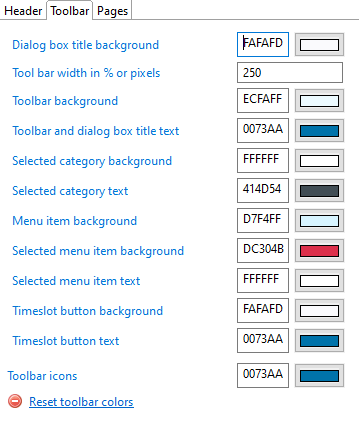 Header Toolbar Pages
Dialog box title background FAFAFD
Tool bar width in % or pixels 250
Toolbar background ECFAFF
Toolbar and dialog box title text 0073AA
Selected category background FFFFFF
Selected category text 414D54
Menu item background D7F4FF
Selected menu item background DC304B
Selected menu item text FFFFFF
Timeslot button background FAFAFD
Timeslot button text 0073AA
Toolbar icons 0073AA
Reset toolbar colors